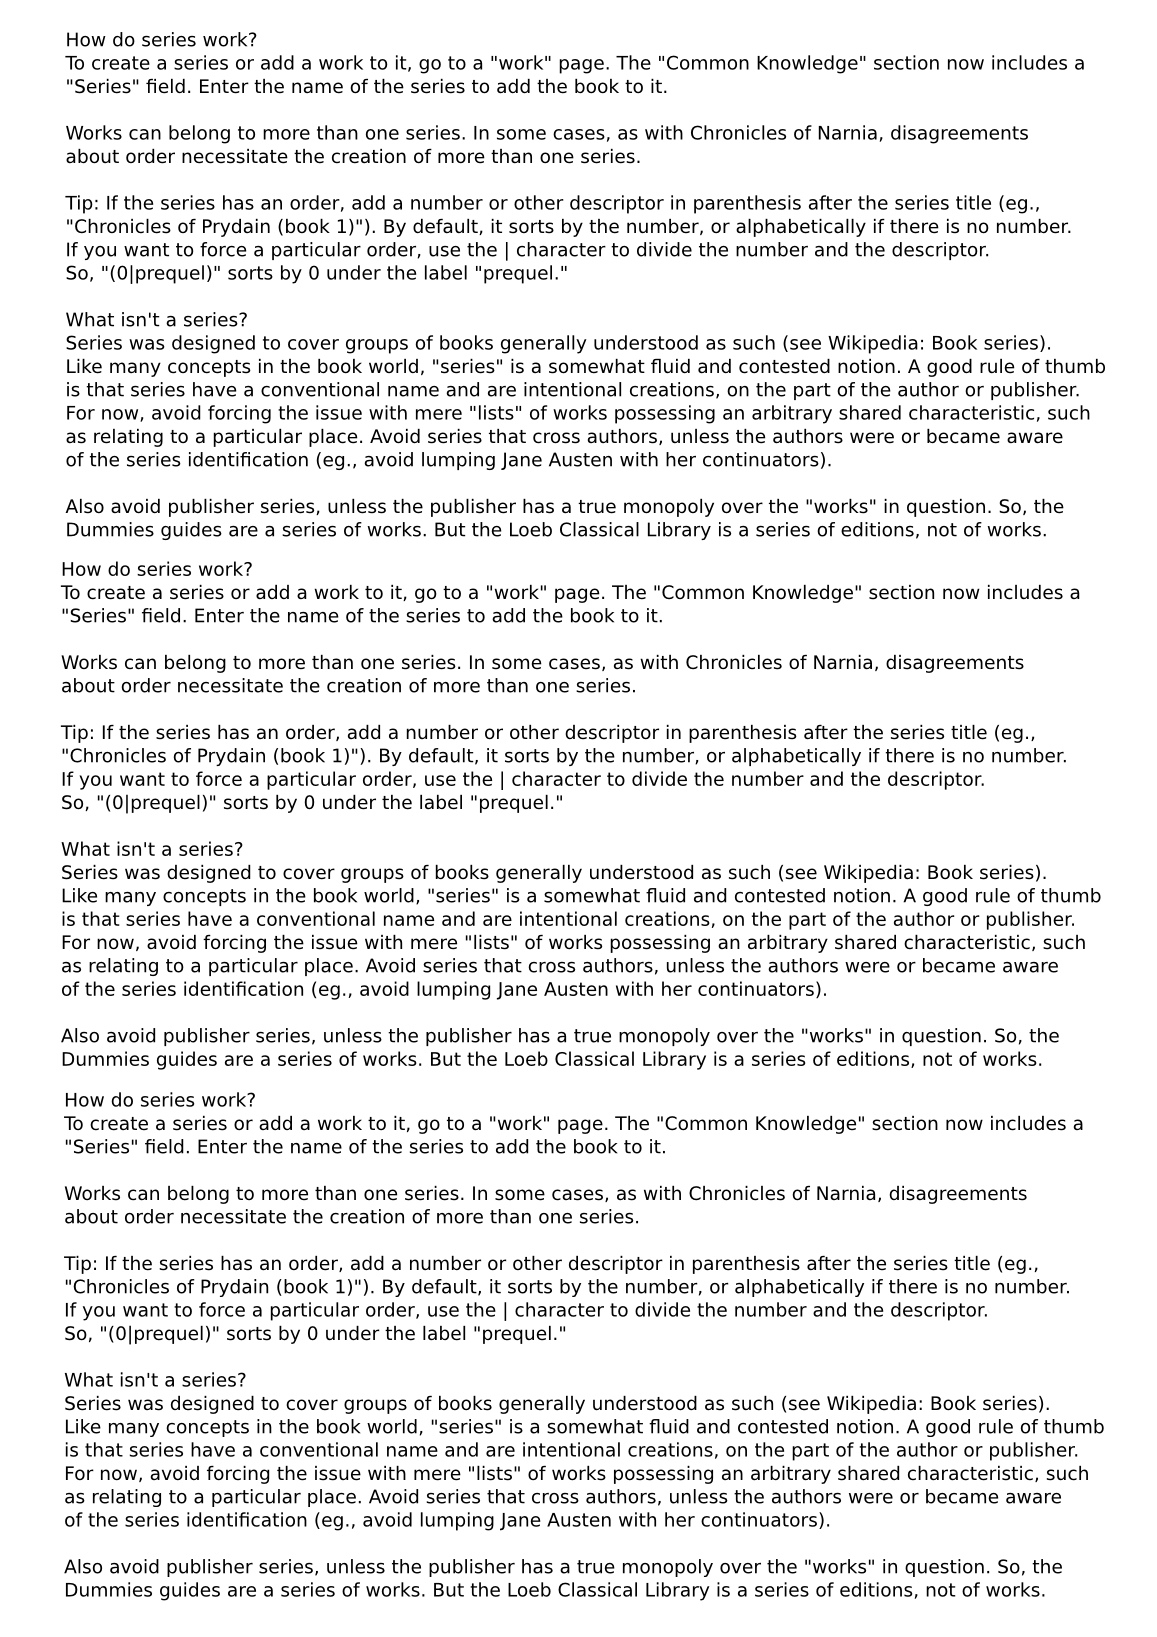 How do series work?
To create a series or add a work to it, go to a "work" page. The "Common Knowledge" section now includes a
"Series" field. Enter the name of the series to add the book to it.

Works can belong to more than one series. In some cases, as with Chronicles of Narnia, disagreements
about order necessitate the creation of more than one series.

Tip: If the series has an order, add a number or other descriptor in parenthesis after the series title (eg.,
"Chronicles of Prydain (book 1)"). By default, it sorts by the number, or alphabetically if there is no number.
If you want to force a particular order, use the | character to divide the number and the descriptor.
So, "(0|prequel)" sorts by 0 under the label "prequel."

What isn't a series?
Series was designed to cover groups of books generally understood as such (see Wikipedia: Book series).
Like many concepts in the book world, "series" is a somewhat fluid and contested notion. A good rule of thumb
is that series have a conventional name and are intentional creations, on the part of the author or publisher.
For now, avoid forcing the issue with mere "lists" of works possessing an arbitrary shared characteristic, such
as relating to a particular place. Avoid series that cross authors, unless the authors were or became aware
of the series identification (eg., avoid lumping Jane Austen with her continuators).

Also avoid publisher series, unless the publisher has a true monopoly over the "works" in question. So, the
Dummies guides are a series of works. But the Loeb Classical Library is a series of editions, not of works.
How do series work?
To create a series or add a work to it, go to a "work" page. The "Common Knowledge" section now includes a
"Series" field. Enter the name of the series to add the book to it.

Works can belong to more than one series. In some cases, as with Chronicles of Narnia, disagreements
about order necessitate the creation of more than one series.

Tip: If the series has an order, add a number or other descriptor in parenthesis after the series title (eg.,
"Chronicles of Prydain (book 1)"). By default, it sorts by the number, or alphabetically if there is no number.
If you want to force a particular order, use the | character to divide the number and the descriptor.
So, "(0|prequel)" sorts by 0 under the label "prequel."

What isn't a series?
Series was designed to cover groups of books generally understood as such (see Wikipedia: Book series).
Like many concepts in the book world, "series" is a somewhat fluid and contested notion. A good rule of thumb
is that series have a conventional name and are intentional creations, on the part of the author or publisher.
For now, avoid forcing the issue with mere "lists" of works possessing an arbitrary shared characteristic, such
as relating to a particular place. Avoid series that cross authors, unless the authors were or became aware
of the series identification (eg., avoid lumping Jane Austen with her continuators).

Also avoid publisher series, unless the publisher has a true monopoly over the "works" in question. So, the
Dummies guides are a series of works. But the Loeb Classical Library is a series of editions, not of works.
How do series work?
To create a series or add a work to it, go to a "work" page. The "Common Knowledge" section now includes a
"Series" field. Enter the name of the series to add the book to it.

Works can belong to more than one series. In some cases, as with Chronicles of Narnia, disagreements
about order necessitate the creation of more than one series.

Tip: If the series has an order, add a number or other descriptor in parenthesis after the series title (eg.,
"Chronicles of Prydain (book 1)"). By default, it sorts by the number, or alphabetically if there is no number.
If you want to force a particular order, use the | character to divide the number and the descriptor.
So, "(0|prequel)" sorts by 0 under the label "prequel."

What isn't a series?
Series was designed to cover groups of books generally understood as such (see Wikipedia: Book series).
Like many concepts in the book world, "series" is a somewhat fluid and contested notion. A good rule of thumb
is that series have a conventional name and are intentional creations, on the part of the author or publisher.
For now, avoid forcing the issue with mere "lists" of works possessing an arbitrary shared characteristic, such
as relating to a particular place. Avoid series that cross authors, unless the authors were or became aware
of the series identification (eg., avoid lumping Jane Austen with her continuators).

Also avoid publisher series, unless the publisher has a true monopoly over the "works" in question. So, the
Dummies guides are a series of works. But the Loeb Classical Library is a series of editions, not of works.